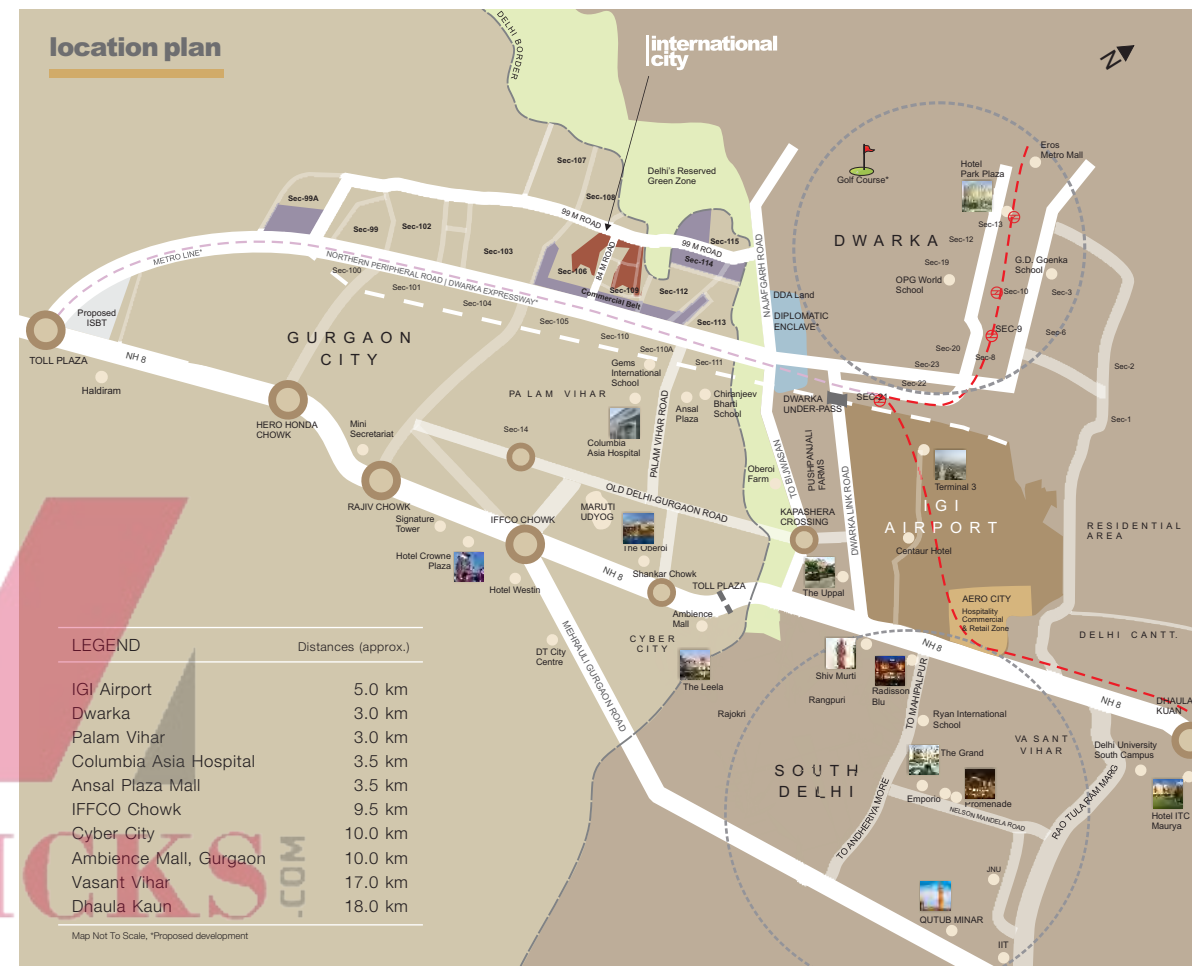 location plan
DELHI BORDER
international
city
N
Sec-107
Delhi's Reserved
Green Zone
Golf Course*
Hotel
Park Plaza
Eros
Metro Mall
Sec-99A
Sec-108
99 M ROAD
Sec-99
Sec-102
Sec-103
Sec-115
99 M ROAD
Sec-114
NAJAFGARH ROAD
DWARKA
Sec-13
Sec-12
Sec-19
OPG World
School
G.D. Goenka
School
METRO LINE*
NORTHERN PERIPHERAL ROAD | DWARKA EXPRESSWAY*
Sec-100
Sec-101
Sec-104
Sec-106
84 M ROAD
Sec-109
Commercial Belt
Sec-112
Sec-113
Sec-105
Sec-110
Sec-110A
Sec-111
DDA Land
DIPLOMATIC
ENCLAVE*
Sec-10
Sec-3
SEC-9
Sec-6
Sec-20
Sec-8
Sec-23
Sec-22
Sec-2
Sec-1
Proposed
ISBT
TOLL PLAZA
NH 8
Haldiram
GURGAON
CITY
Gems
International
School
PALAM VIHAR
Ansal
Plaza
Chiranjeev
Bharti
School
DWARKA
UNDER-PASS
SEC-21
HERO HONDA
CHOWK
Mini
Secretariat
Sec-14
Columbia
Asia Hospital
PALAM VIHAR ROAD
Oberoi
Farm
TO BIJWASAN
PUSHPANJALI
FARMS
DWARKA LINK ROAD
Terminal 3
IGI
AIRPORT
Centaur Hotel
RESIDENTIAL
AREA
RAJIV CHOWK
Signature
Tower
IFFCO CHOWK
MARUTI
UDYOG
OLD DELHI-GURGAON ROAD
KAPASHERA
CROSSING
Hotel Crowne
Plaza
The Oberoi
Hotel Westin
NH 8
Shankar Chowk
TOLL PLAZA
The Uppal
AERO CITY
Hospitality
Commercial
& Retail Zone
Ambience
Mall
CYBER
CITY
DT City
Centre
MEHRAULI GURGAON ROAD
The Leela
NH 8
DELHI CANTT.
Shiv Murti
Radisson
Blu
TO MAHIPALPUR
Rangpuri
Rajokri
NH 8
DHAULA
KUAN
Ryan International
School
VASANT
VIHAR
Delhi University
South Campus
The Grand
SOUTH
DELHI
Emporio
Promenade
NELSON MANDELA ROAD
TO ANDHERIYA MORE
RAO TULA RAM MARG
Hotel ITC
Maurya
JNU
QUTUB MINAR
IIT
LEGEND Distances (approx.)
IGI Airport 5.0 km
Dwarka 3.0 km
Palam Vihar 3.0 km
Columbia Asia Hospital 3.5 km
Ansal Plaza Mall 3.5 km
IFFCO Chowk 9.5 km
Cyber City 10.0 km
Ambience Mall, Gurgaon 10.0 km
Vasant Vihar 17.0 km
Dhaula Kaun 18.0 km
Map Not To Scale, *Proposed development
ICKS
.COM